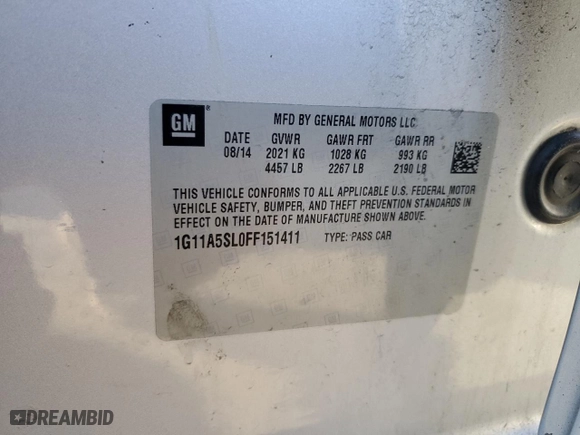 GM
MFD BY GENERAL MOTORS LLC
DATE GVWR GAWR FRT GAWR RR
08/14 2021 KG 1028 KG 993 KG
4457 LB 2267 LB 2190 LB
THIS VEHICLE CONFORMS TO ALL APPLICABLE U.S. FEDERAL MOTOR
VEHICLE SAFETY, BUMPER, AND THEFT PREVENTION STANDARDS IN
EFFECT ON THE DATE OF MANUFACTURE SHOWN ABOVE.
1G11A5SL0FF151411 TYPE: PASS CAR
DREAMBID